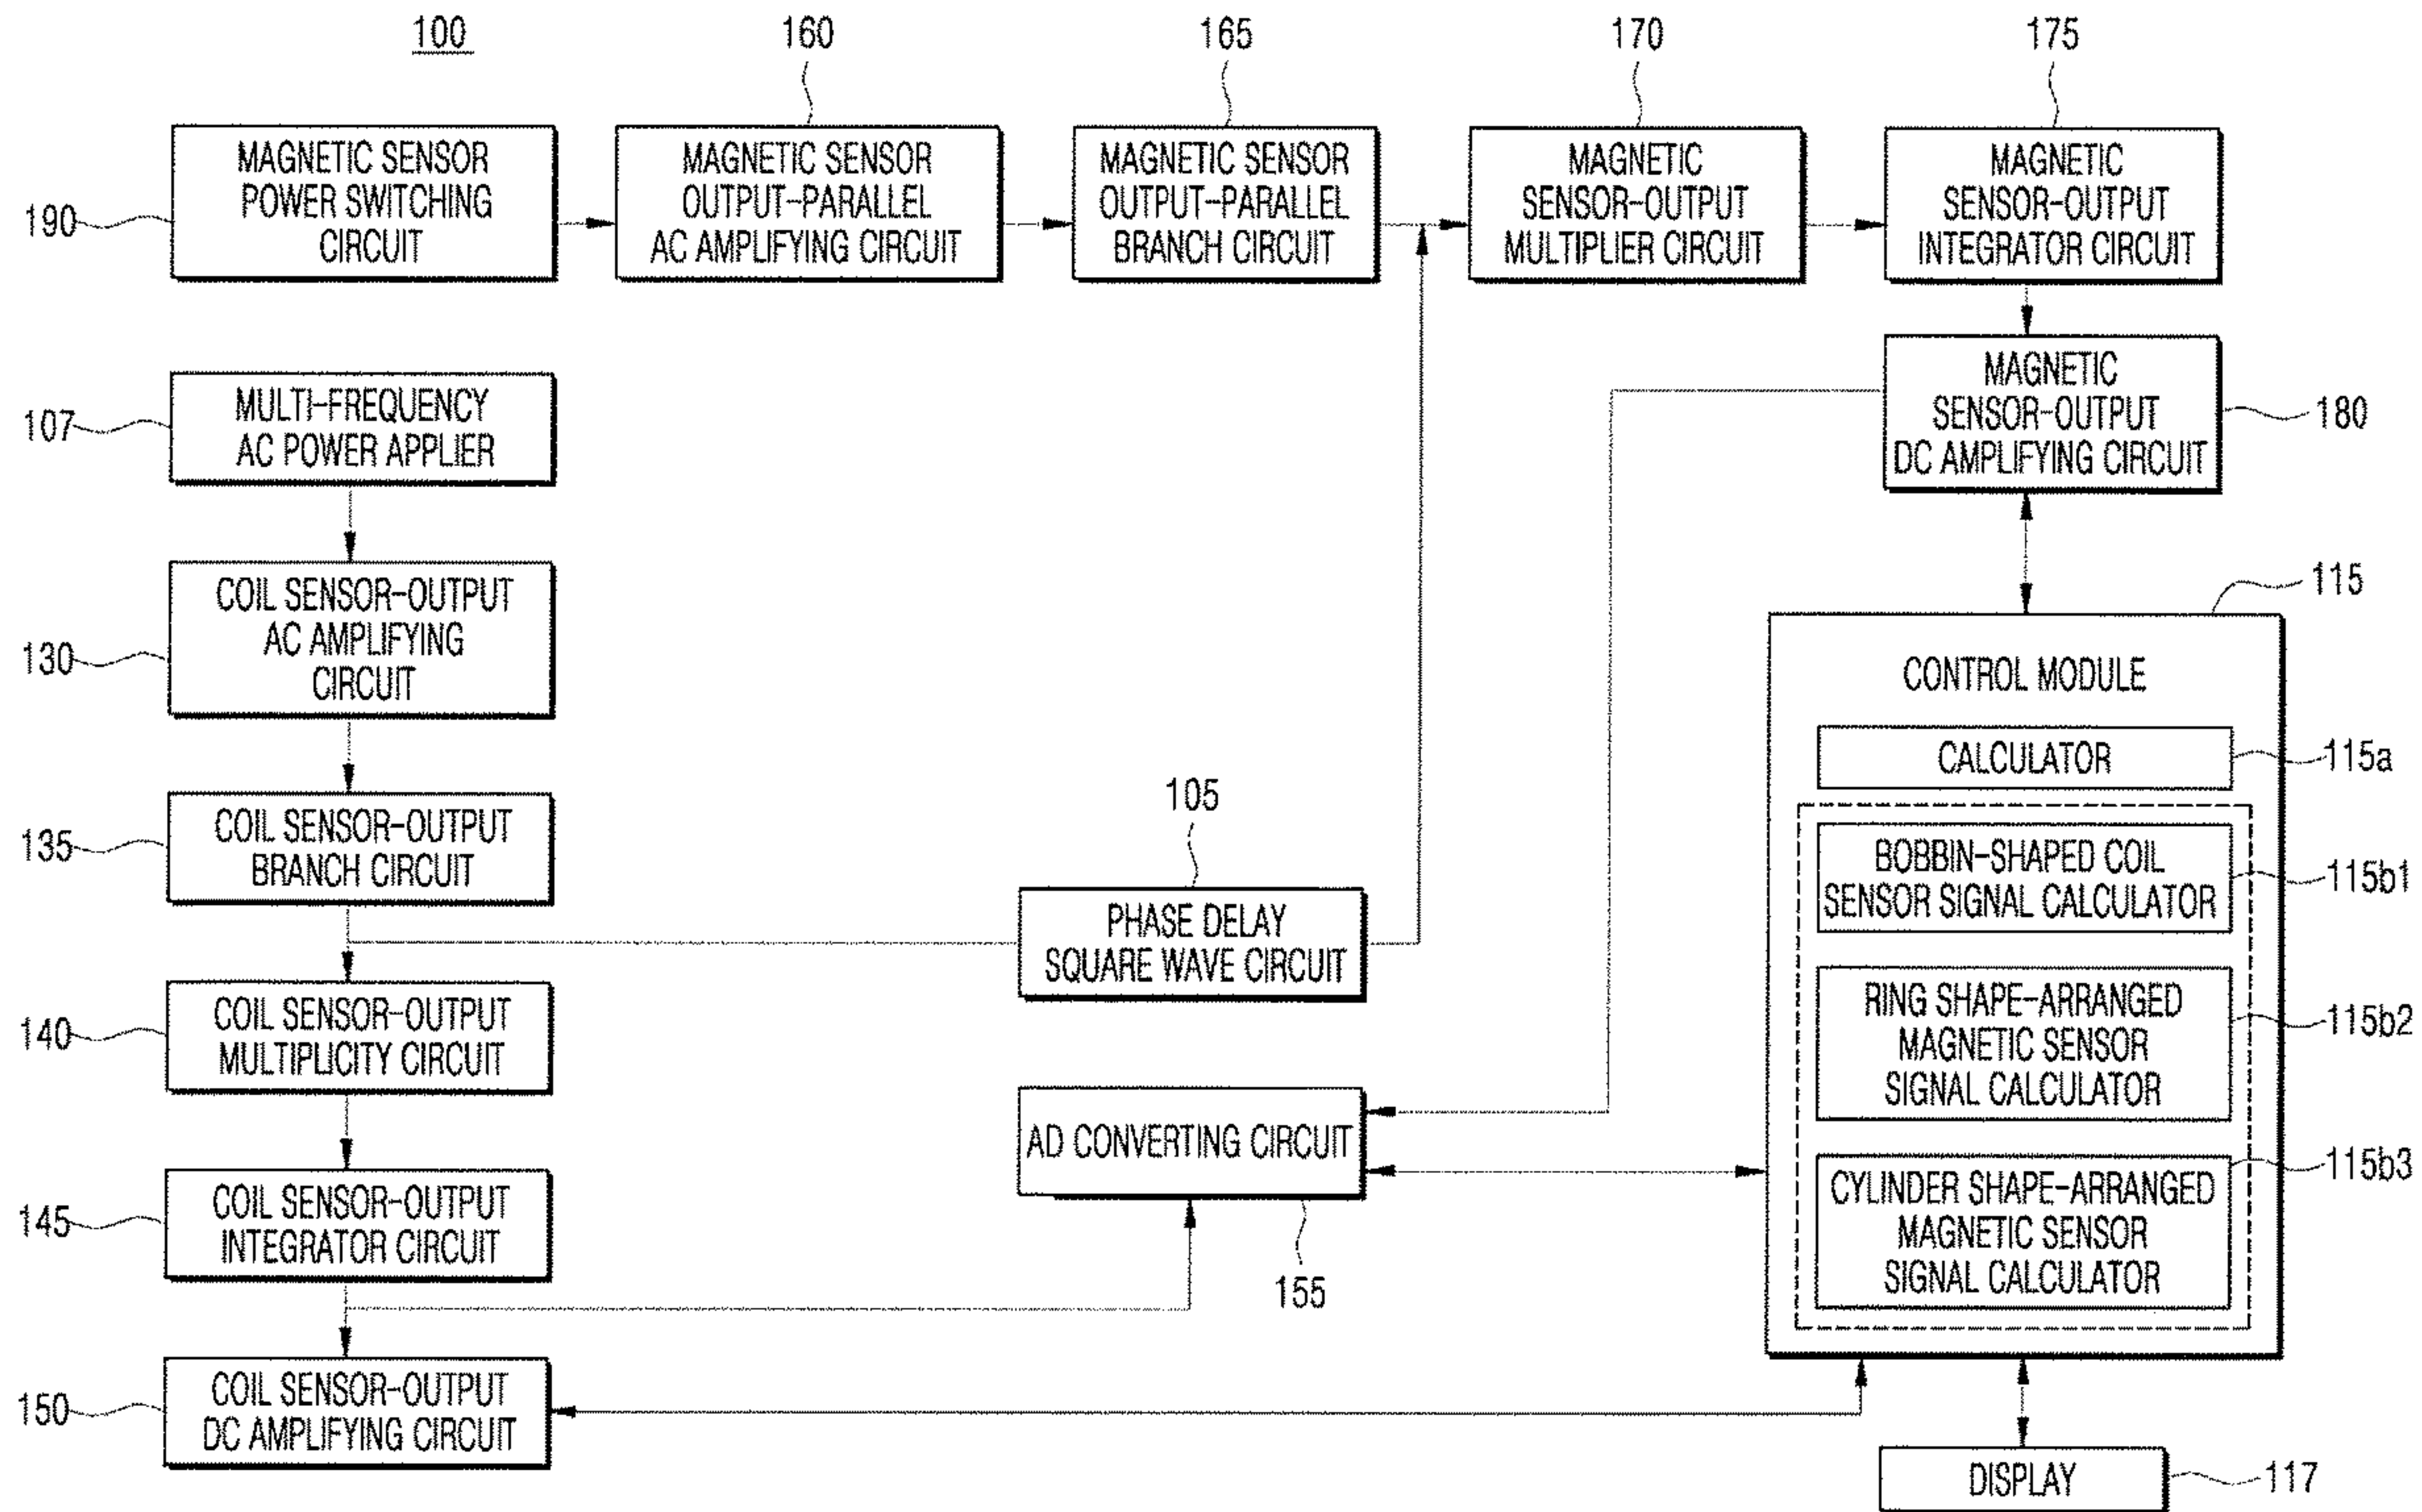 100
160
165
170
175
MAGNETIC SENSOR
POWER SWITCHING
CIRCUIT
190
MAGNETIC SENSOR
OUTPUT-PARALLEL
AC AMPLIFYING CIRCUIT
MAGNETIC SENSOR
OUTPUT-PARALLEL
BRANCH CIRCUIT
MAGNETIC
SENSOR-OUTPUT
MULTIPLIER CIRCUIT
MAGNETIC
SENSOR-OUTPUT
INTEGRATOR CIRCUIT
MULTI-FREQUENCY
AC POWER APPLIER
107
MAGNETIC
SENSOR-OUTPUT
DC AMPLIFYING CIRCUIT
180
COIL SENSOR-OUTPUT
AC AMPLIFYING
CIRCUIT
130
115
CONTROL MODULE
CALCULATOR
115a
COIL SENSOR-OUTPUT
BRANCH CIRCUIT
135
105
PHASE DELAY
SQUARE WAVE CIRCUIT
BOBBIN-SHAPED COIL
SENSOR SIGNAL CALCULATOR
115b1
COIL SENSOR-OUTPUT
MULTIPLICITY CIRCUIT
140
RING SHAPE-ARRANGED
MAGNETIC SENSOR
SIGNAL CALCULATOR
115b2
AD CONVERTING CIRCUIT
155
COIL SENSOR-OUTPUT
INTEGRATOR CIRCUIT
145
CYLINDER SHAPE-ARRANGED
MAGNETIC SENSOR
SIGNAL CALCULATOR
115b3
COIL SENSOR-OUTPUT
DC AMPLIFYING CIRCUIT
150
DISPLAY
117